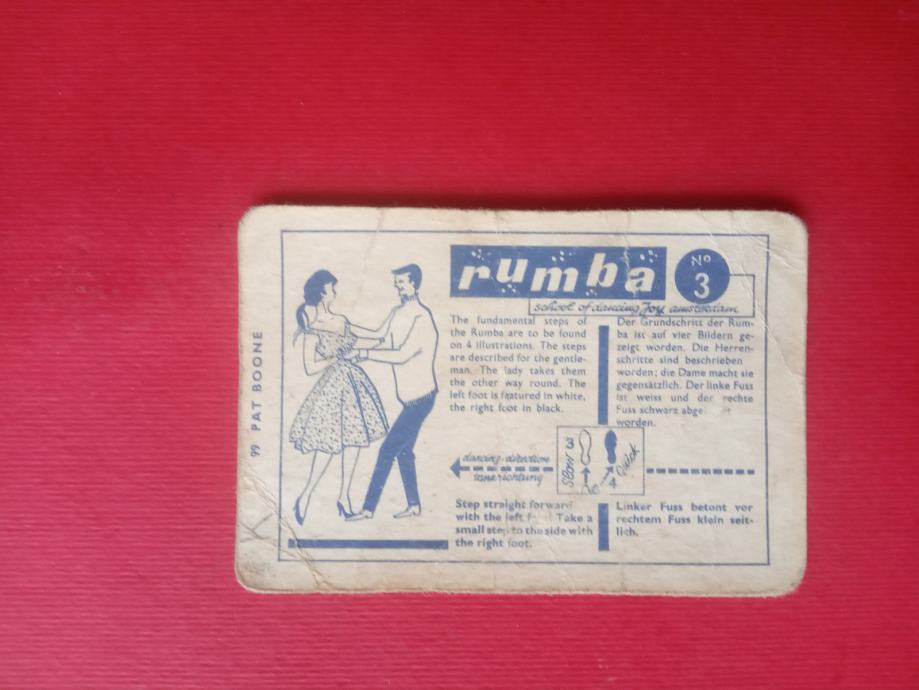 rumba
No 3
school of dancing Joy amsterdam
The fundamental steps of
the Rumba are to be found
on 4 illustrations. The steps
are described for the gentle-
man. The lady takes them
the other way round. The
left foot is featured in white,
the right foot in black.
Der Grundschritt der Rum-
ba ist auf vier Bildern ge-
zeigt worden. Die Herren-
schritte sind beschrieben
worden; die Dame macht sie
gegensätzlich. Der linke Fuss
ist weiss und der rechte
Fuss schwarz abge
worden.
dancing-direction
tanzrichtung
3
Slow
4
Quick
Step straight forward
with the left Take a
small step to the side with
the right foot.
Linker Fuss betont vor
rechtem Fuss klein seit-
lich.
99 PAT BOONE